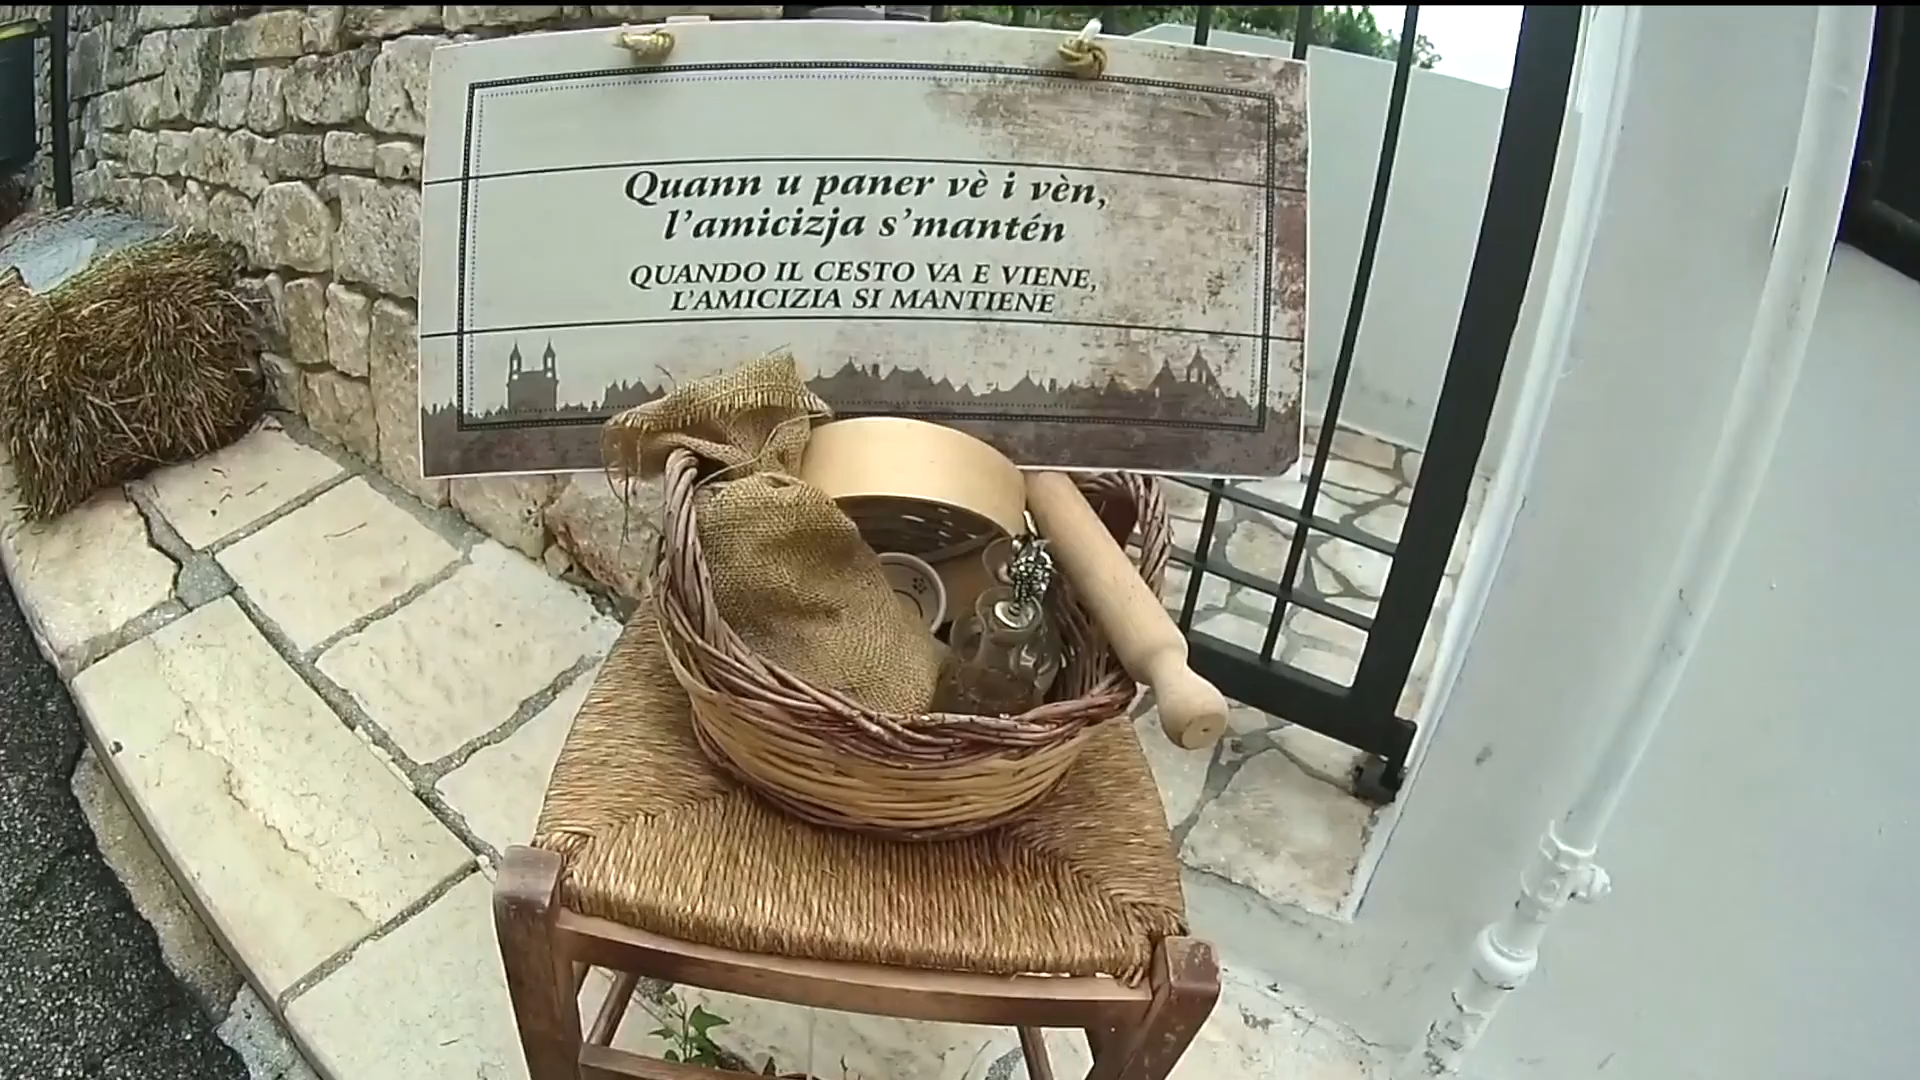 Quann u paner vè i vèn,
l'amicizja s'mantén
QUANDO IL CESTO VA E VIENE,
L'AMICIZIA SI MANTIENE